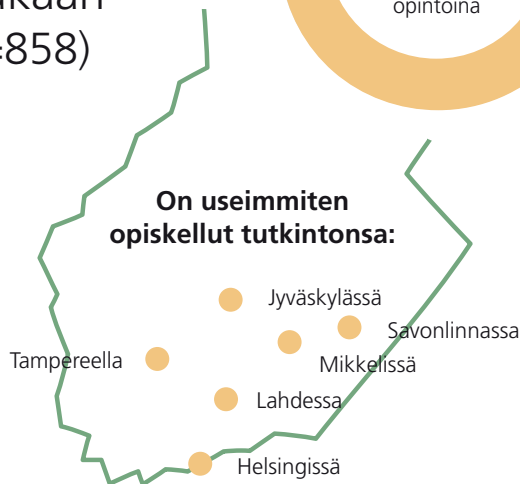 opintoina
=858)
On useimmiten
opiskellut tutkintonsa:
Jyväskylässä
Savonlinnassa
Tampereella
Mikkelissä
Lahdessa
Helsingissä